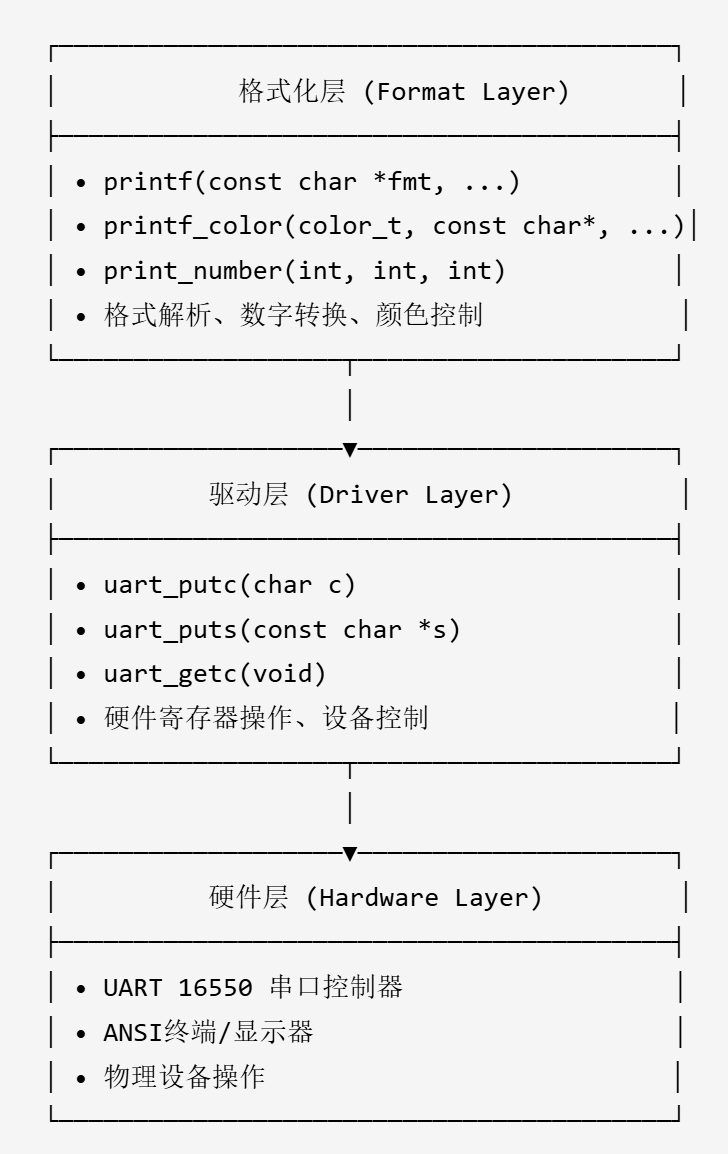 格式化层 (Format Layer)
• printf(const char *fmt, ...)
• printf_color(color_t, const char*, ...)
• print_number(int, int, int)
• 格式解析、数字转换、颜色控制
驱动层 (Driver Layer)
• uart_putc(char c)
• uart_puts(const char *s)
• uart_getc(void)
• 硬件寄存器操作、设备控制
硬件层 (Hardware Layer)
• UART 16550 串口控制器
• ANSI终端/显示器
• 物理设备操作